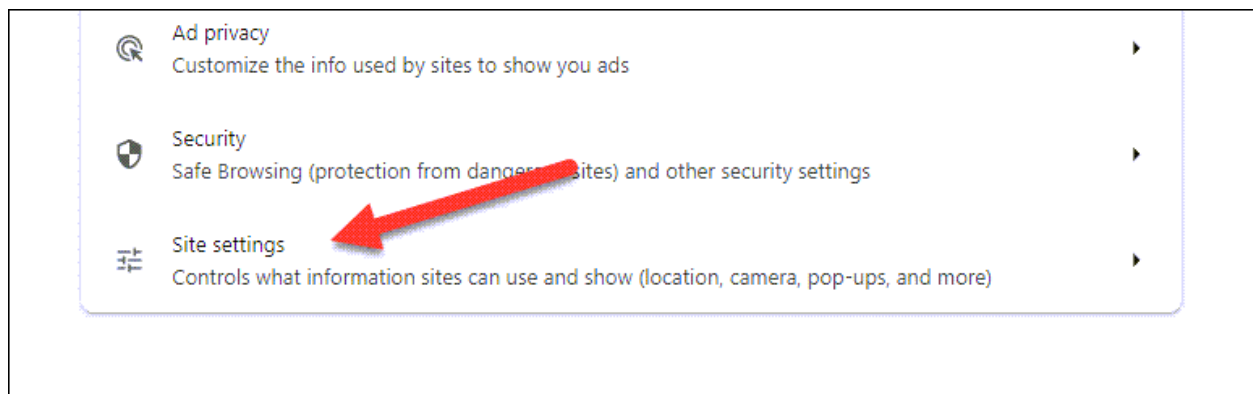 Ad privacy
Customize the info used by sites to show you ads
Security
Safe Browsing (protection from sites) and other security settings
Site settings
Controls what information sites can use and show (location, camera, pop-ups, and more)